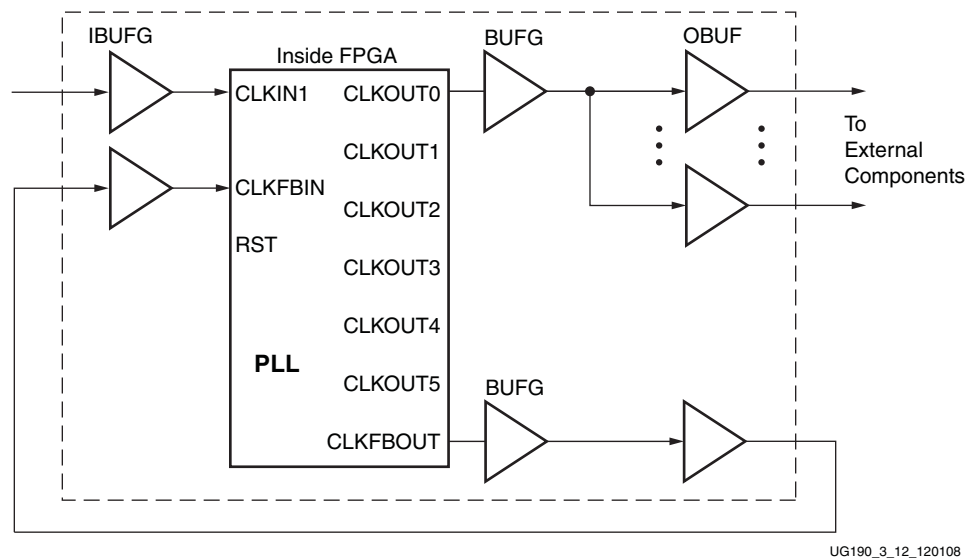 IBUFG
BUFG
OBUF
Inside FPGA
CLKIN1
CLKOUT0
CLKOUT1
CLKFBIN
CLKOUT2
RST
CLKOUT3
CLKOUT4
PLL
CLKOUT5
BUFG
CLKFBOUT
To
External
Components
UG190_3_12_120108